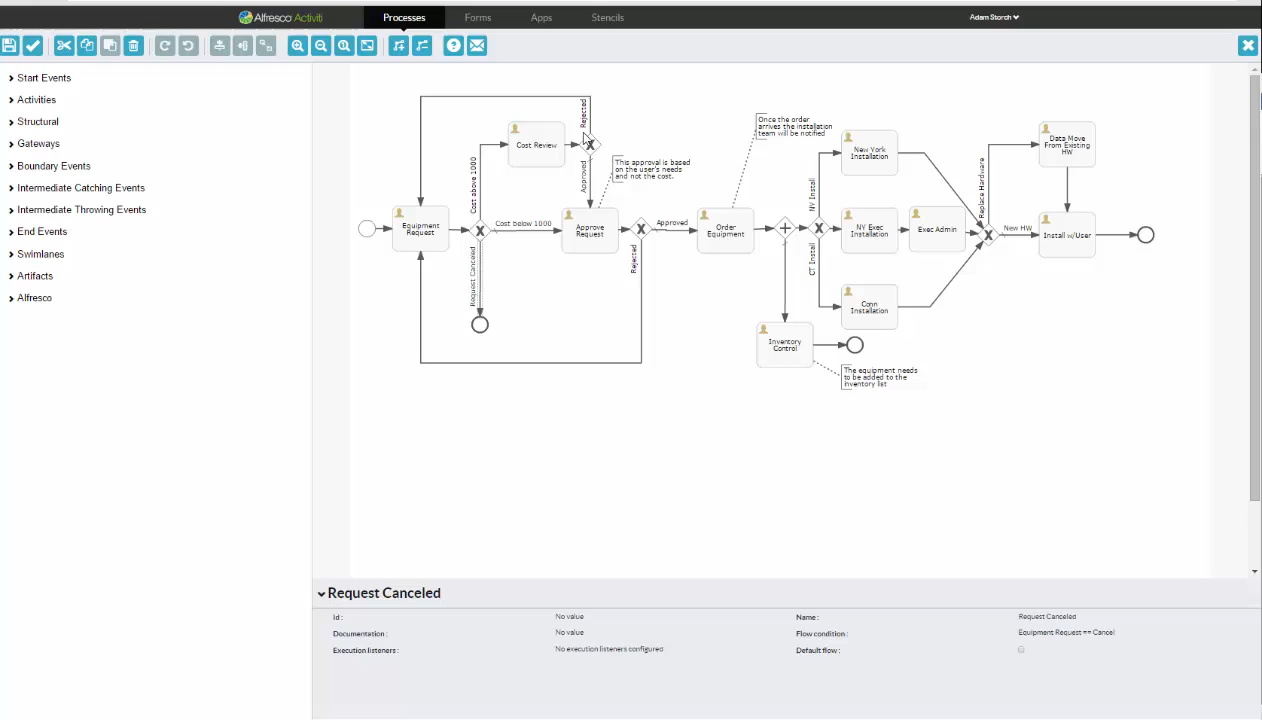 Alfresco Activiti
Processes
Forms
Apps
Stencils
Adam Storch
Start Events
Activities
Structural
Gateways
Boundary Events
Intermediate Catching Events
Intermediate Throwing Events
End Events
Swimlanes
Artifacts
Alfresco
Rejected
Cost Review
Approved
Cost above 1000
This approval is based
on the user's needs
and not the cost.
Once the order
arrives the installation
team will be notified
New York
Installation
Data Move
From Existing
HW
Replace Hardware
NY Install
Equipment
Request
Cost below 1000
Approve
Request
Approved
Order
Equipment
NY Exec
Installation
Exec Admin
New HW
Install w/User
Request Canceled
Rejected
CT Install
Conn
Installation
Inventory
Control
The equipment needs
to be added to the
inventory list
Request Canceled
Id :
No value
Name :
Request Canceled
Documentation :
No value
Flow condition :
Equipment Request == Cancel
Execution listeners :
No execution listeners configured
Default flow :